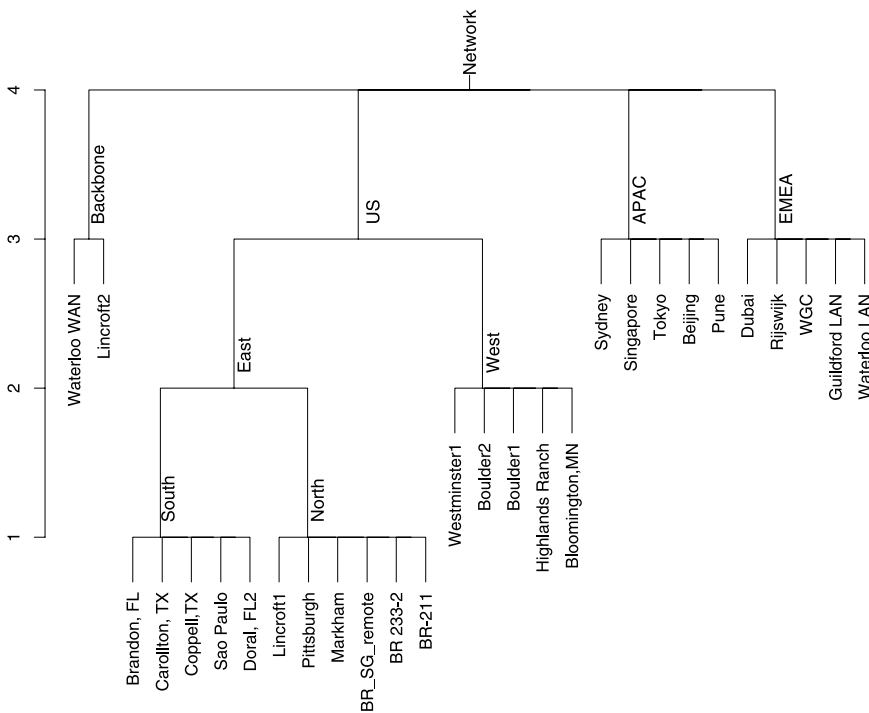 Network
4
3
2
1
Backbone
US
APAC
EMEA
Waterloo WAN
Lincroft2
East
West
Sydney
Singapore
Tokyo
Beijing
Pune
Dubai
Rijswijk
WGC
Guildford LAN
Waterloo LAN
South
North
Westminster1
Boulder2
Boulder1
Highlands Ranch
Bloomington,MN
Brandon, FL
Carollton, TX
Coppell,TX
Sao Paulo
Doral, FL2
Lincroft1
Pittsburgh
Markham
BR_SG_remote
BR 233-2
BR-211